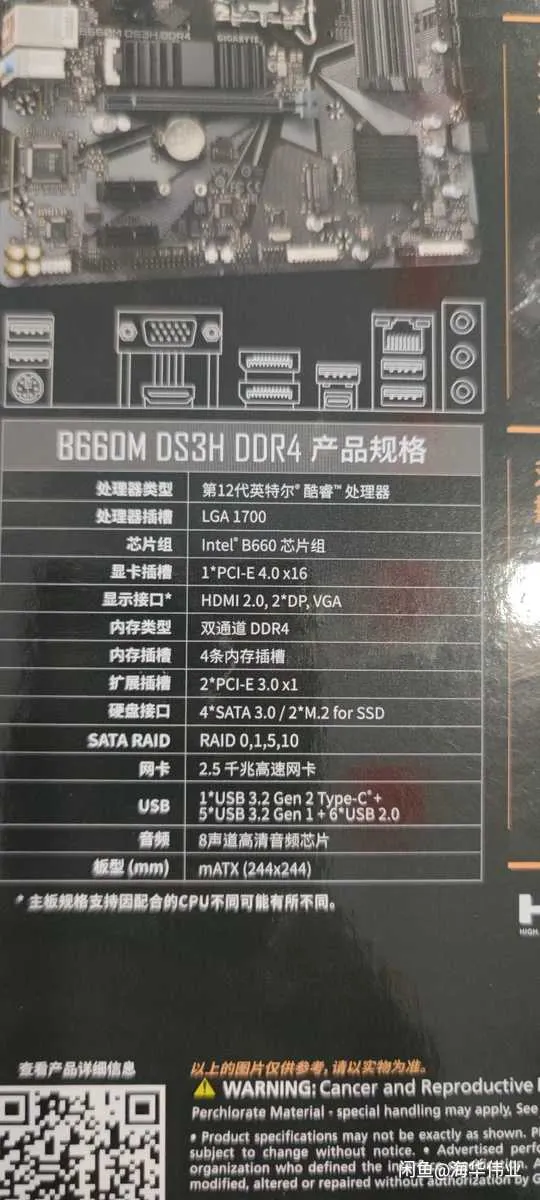 B660M DS3H DDR4
GIGABYTE
B660M DS3H DDR4 产品规格
处理器类型 第12代英特尔® 酷睿™ 处理器
处理器插槽 LGA 1700
芯片组 Intel® B660 芯片组
显卡插槽 1*PCI-E 4.0 x16
显示接口* HDMI 2.0, 2*DP, VGA
内存类型 双通道 DDR4
内存插槽 4条内存插槽
扩展插槽 2*PCI-E 3.0 x1
硬盘接口 4*SATA 3.0 / 2*M.2 for SSD
SATA RAID RAID 0,1,5,10
网卡 2.5 千兆高速网卡
USB 1*USB 3.2 Gen 2 Type-C®+
5*USB 3.2 Gen 1 + 6*USB 2.0
音频 8声道高清音频芯片
板型 (mm) mATX (244x244)
* 主板规格支持因配合的CPU不同可能有所不同。
H
HIGH
查看产品详细信息
以上的图片仅供参考, 请以实物为准。
WARNING: Cancer and Reproductive
Perchlorate Material - special handling may apply, See
• Product specifications may not be exactly as shown.
subject to change without notice. • Advertised
organization who defined the
modified, altered or repaired without authorization by G
闲鱼@海华伟业